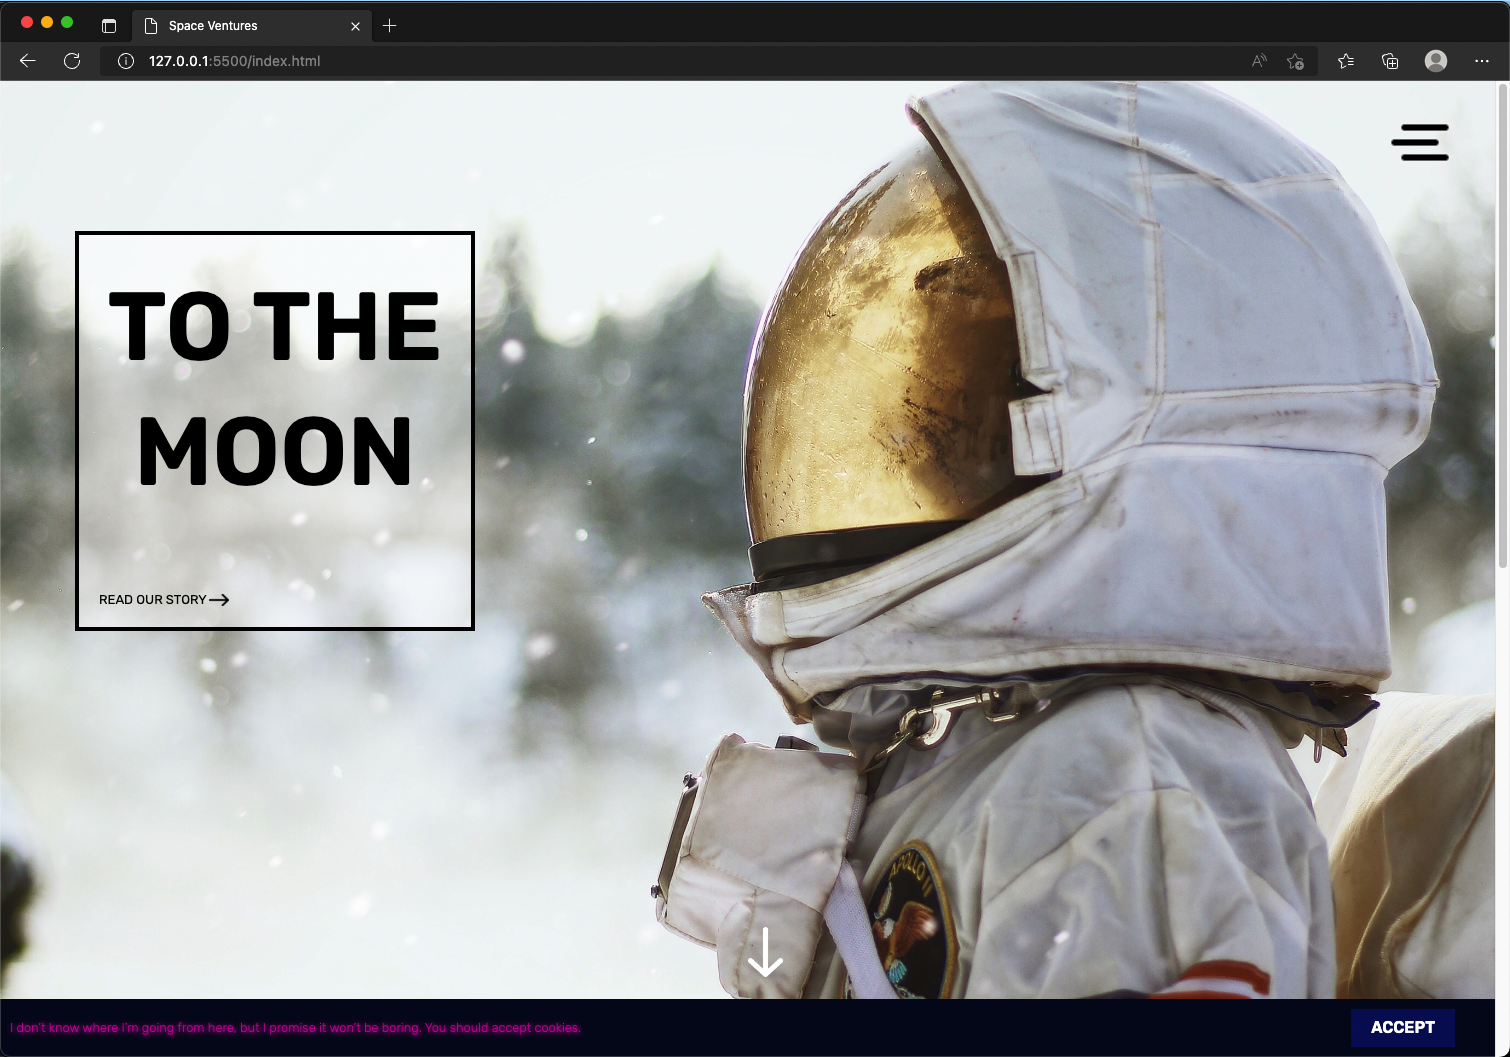 Space Ventures
127.0.0.1:5500/index.html
TO THE
MOON
READ OUR STORY
APOLLO 11
I don't know where I'm going from here, but I promise it won't be boring. You should accept cookies.
ACCEPT